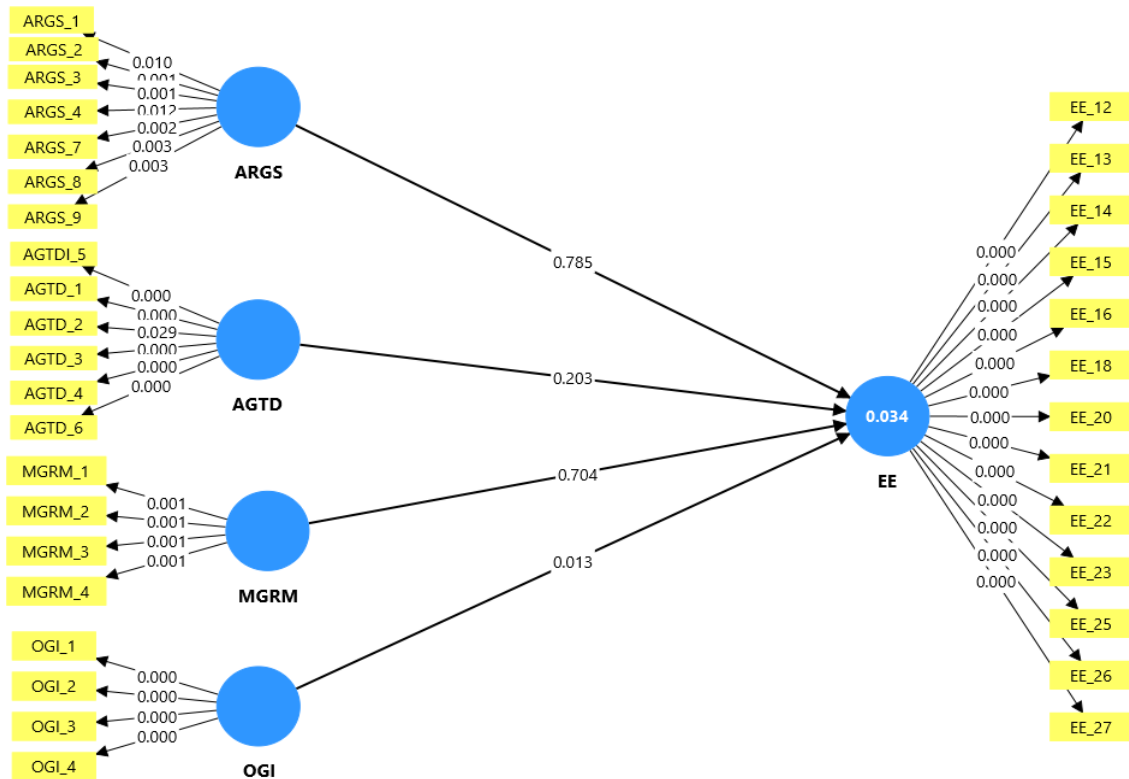 ARGS_1
ARGS_2
ARGS_3
ARGS_4
ARGS_7
ARGS_8
ARGS_9
0.010
0.001
0.001
0.012
0.002
0.003
0.003
ARGS
AGTDI_5
AGTD_1
AGTD_2
AGTD_3
AGTD_4
AGTD_6
0.000
0.000
0.029
0.000
0.000
0.000
AGTD
MGRM_1
MGRM_2
MGRM_3
MGRM_4
0.001
0.001
0.001
0.001
MGRM
OGI_1
OGI_2
OGI_3
OGI_4
0.000
0.000
0.000
0.000
OGI
0.785
0.203
0.704
0.013
0.034
EE
0.000
0.000
0.000
0.000
0.000
0.000
0.000
0.000
0.000
0.000
0.000
0.000
0.000
EE_12
EE_13
EE_14
EE_15
EE_16
EE_18
EE_20
EE_21
EE_22
EE_23
EE_25
EE_26
EE_27